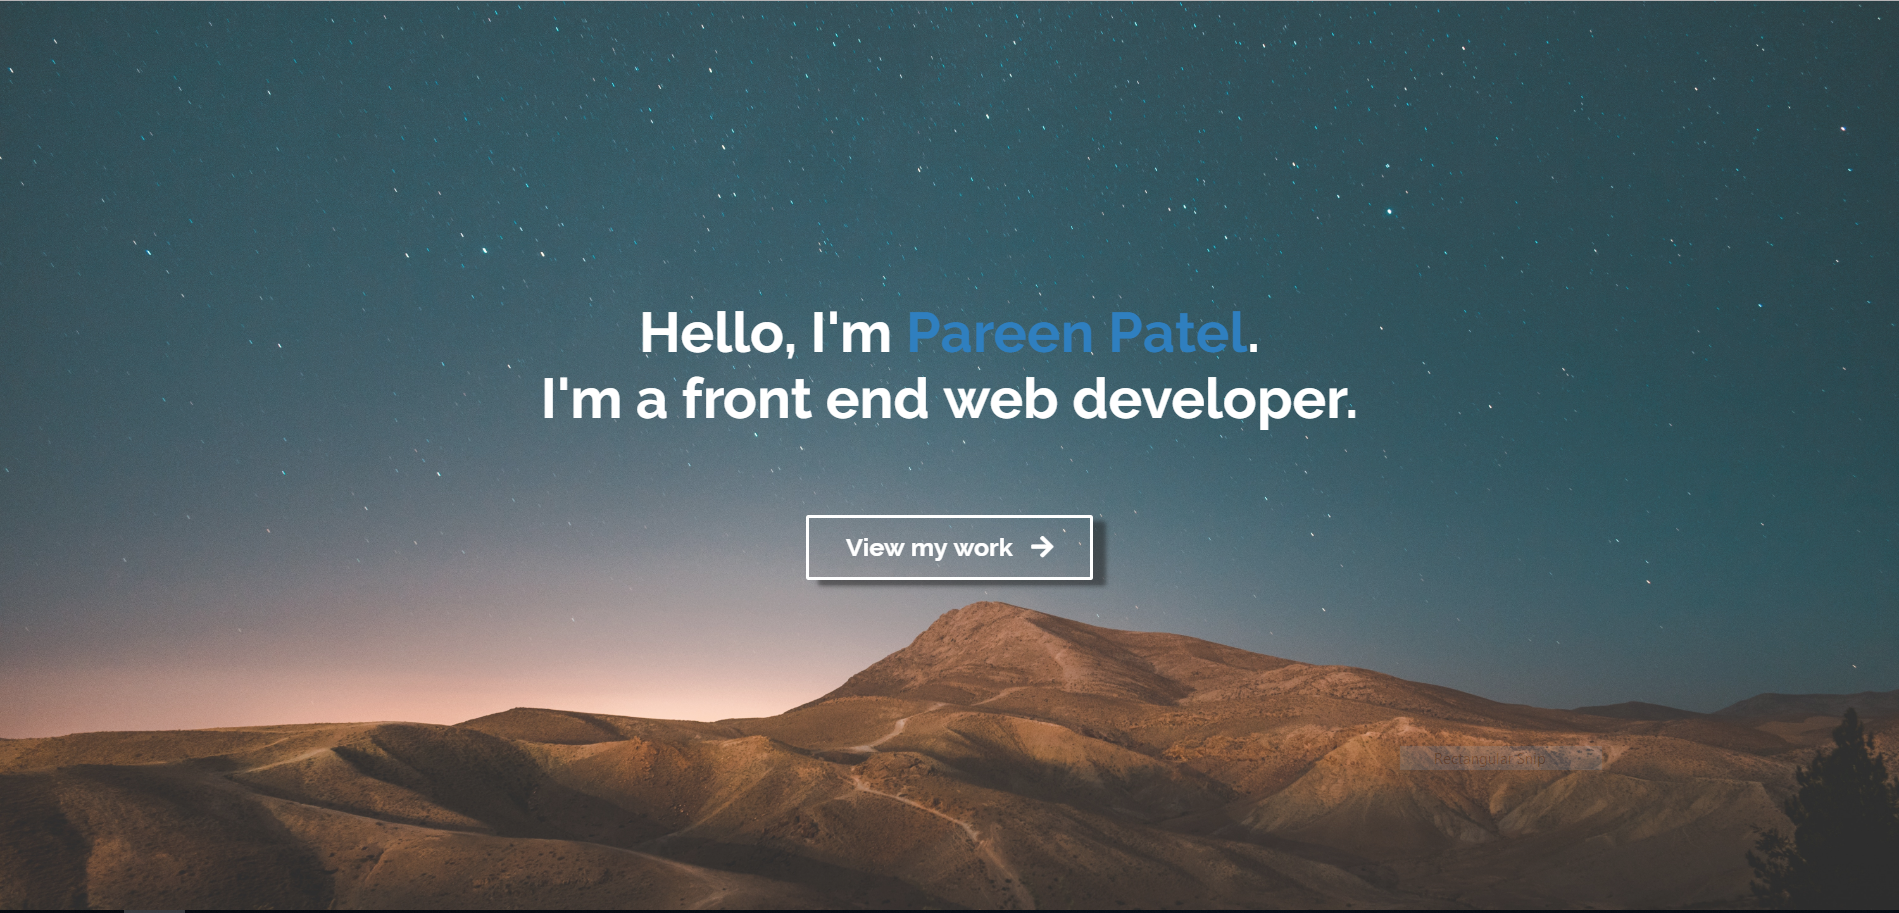 Hello, I'm Pareen Patel.
I'm a front end web developer.
View my work
Rectangular Snip